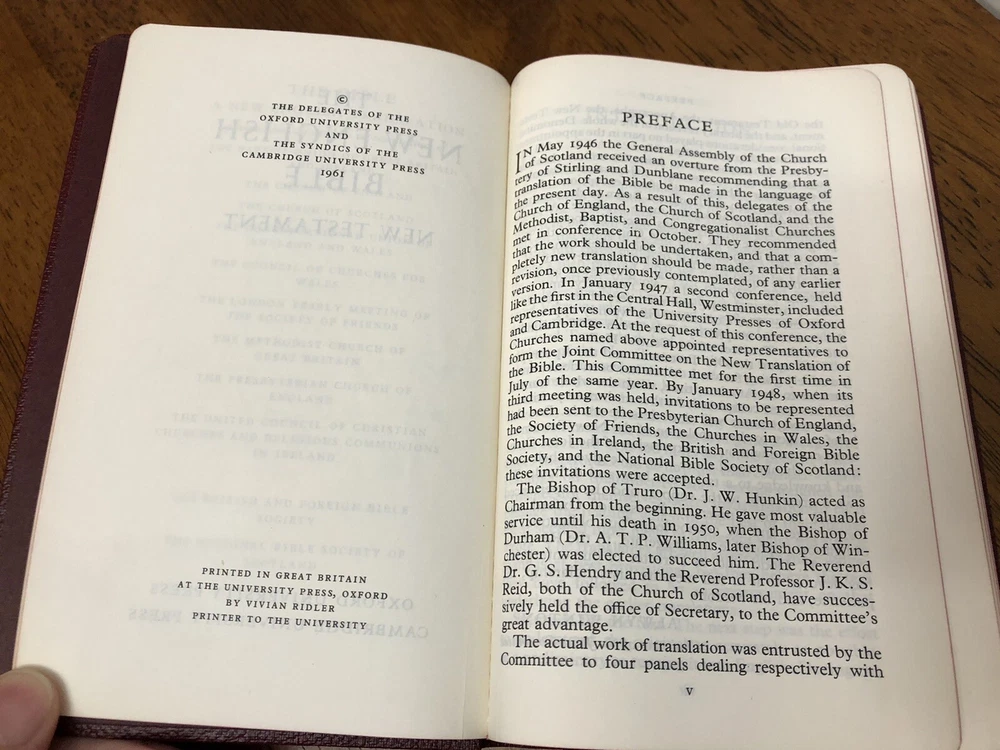 ©
THE DELEGATES OF THE
OXFORD UNIVERSITY PRESS
AND
THE SYNDICS OF THE
CAMBRIDGE UNIVERSITY PRESS
1961
PRINTED IN GREAT BRITAIN
AT THE UNIVERSITY PRESS, OXFORD
BY VIVIAN RIDLER
PRINTER TO THE UNIVERSITY
PREFACE
IN May 1946 the General Assembly of the Church
of Scotland received an overture from the Presby-
tery of Stirling and Dunblane recommending that a
translation of the Bible be made in the language of
the present day. As a result of this, delegates of the
Church of England, the Church of Scotland, and the
Methodist, Baptist, and Congregationalist Churches
met in conference in October. They recommended
that the work should be undertaken, and that a com-
pletely new translation should be made, rather than a
revision, once previously contemplated, of any earlier
version. In January 1947 a second conference, held
like the first in the Central Hall, Westminster, included
representatives of the University Presses of Oxford
and Cambridge. At the request of this conference, the
Churches named above appointed representatives to
form the Joint Committee on the New Translation of
the Bible. This Committee met for the first time in
July of the same year. By January 1948, when its
third meeting was held, invitations to be represented
had been sent to the Presbyterian Church of England,
the Society of Friends, the Churches in Wales, the
Churches in Ireland, the British and Foreign Bible
Society, and the National Bible Society of Scotland:
these invitations were accepted.
The Bishop of Truro (Dr. J. W. Hunkin) acted as
Chairman from the beginning. He gave most valuable
service until his death in 1950, when the Bishop of
Durham (Dr. A. T. P. Williams, later Bishop of Win-
chester) was elected to succeed him. The Reverend
Dr. G. S. Hendry and the Reverend Professor J. K. S.
Reid, both of the Church of Scotland, have succes-
sively held the office of Secretary, to the Committee's
great advantage.
The actual work of translation was entrusted by the
Committee to four panels dealing respectively with
v